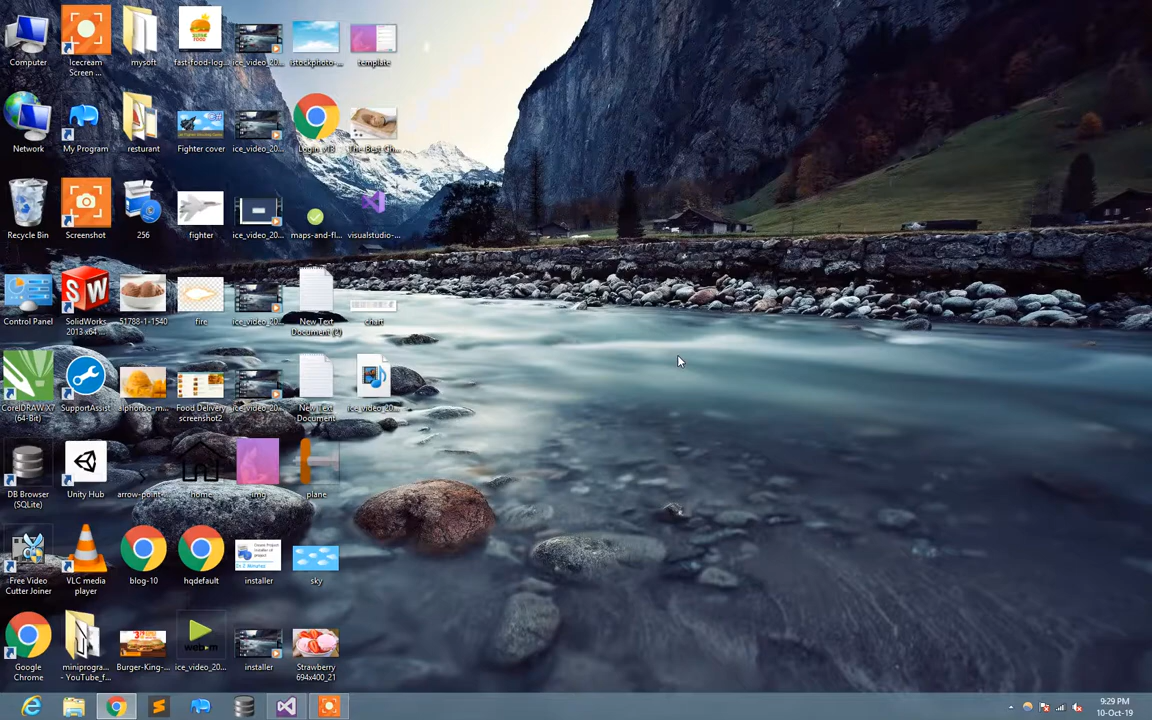 Computer
Icecream
Screen ...
mysoft
fast-food-log...
ice_video_20...
istockphoto-...
template
Network
My Program
resturant
Fighter cover
ice_video_20...
Login_v18
The Best Ch...
Recycle Bin
Screenshot
256
fighter
ice_video_20...
maps-and-fl...
visualstudio-...
Control Panel
SolidWorks
2013 x64 ...
51788-1-1540
fire
ice_video_20...
New Text
Document (2)
chart
CorelDRAW X7
(64-Bit)
SupportAssist
alphonso-m...
Food Delivery
screenshot2
ice_video_20...
New Text
Document
ice_video_20...
DB Browser
(SQLite)
Unity Hub
arrow-point-...
home
img
plane
Free Video
Cutter Joiner
VLC media
player
blog-10
hqdefault
installer
sky
Google
Chrome
miniprogra...
- YouTube_f...
Burger-King-...
ice_video_20...
installer
Strawberry
694x400_21
9:29 PM
10-Oct-19